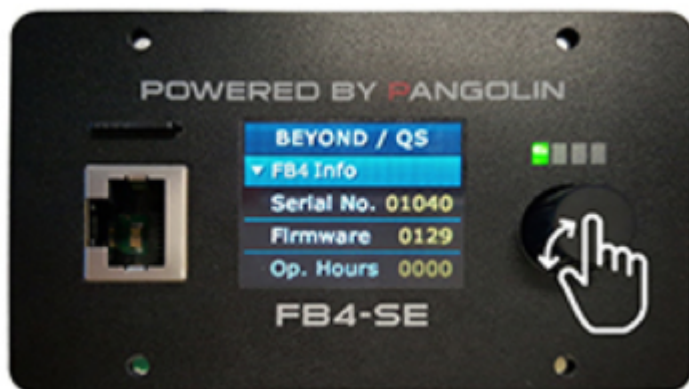 POWERED BY PANGOLIN
BEYOND / QS
FB4 Info
Serial No. 01040
Firmware 0129
Op. Hours 0000
FB4-SE